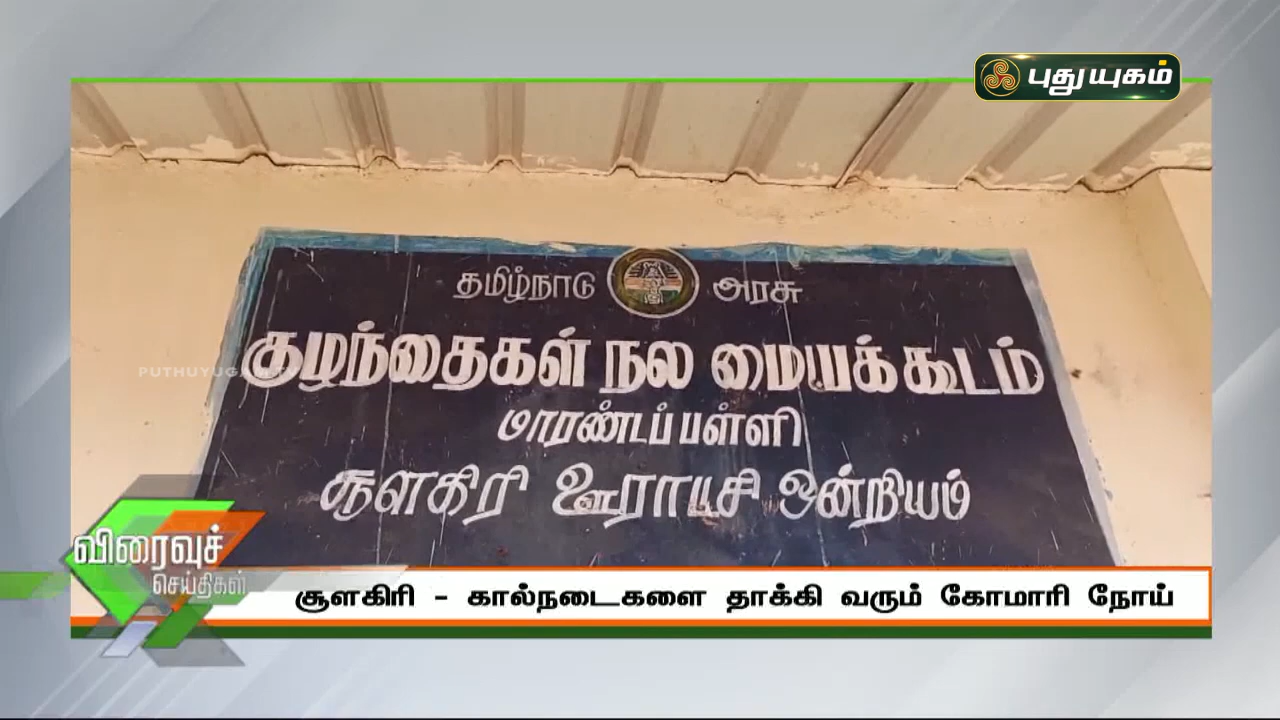 புதுயுகம்
தமிழ்நாடு அரசு
குழந்தைகள் நல மையக் கூடம்
PUTHUYUGAM TV
மாரண்டப்பள்ளி
சூளகிரி ஊராட்சி ஒன்றியம்
விரைவுச்
செய்திகள்
சூளகிரி - கால்நடைகளை தாக்கி வரும் கோமாரி நோய்